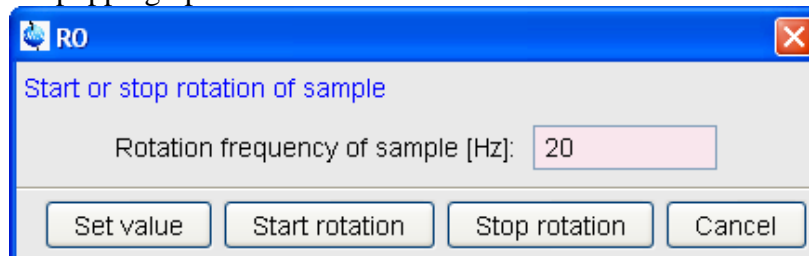 RO
Start or stop rotation of sample
Rotation frequency of sample [Hz]: 20
Set value Start rotation Stop rotation Cancel